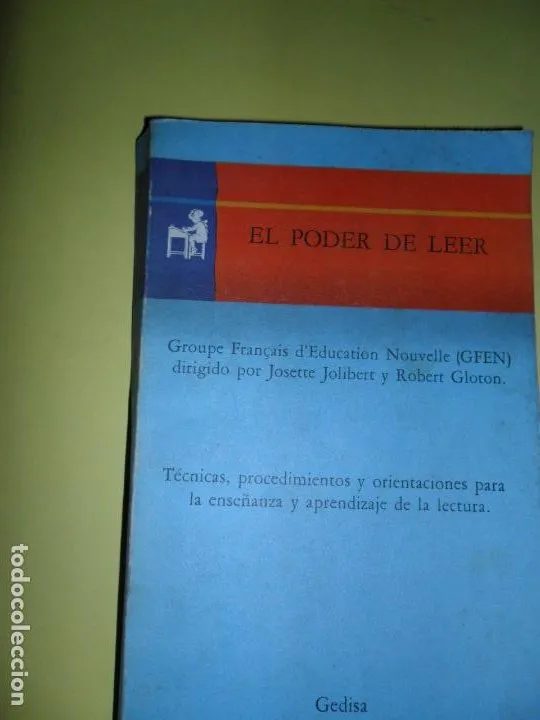 EL PODER DE LEER
Groupe Français d'Education Nouvelle (GFEN)
dirigido por Josette Jolibert y Robert Gloton.
Técnicas, procedimientos y orientaciones para
la enseñanza y aprendizaje de la lectura.
Gedisa
todocoleccion